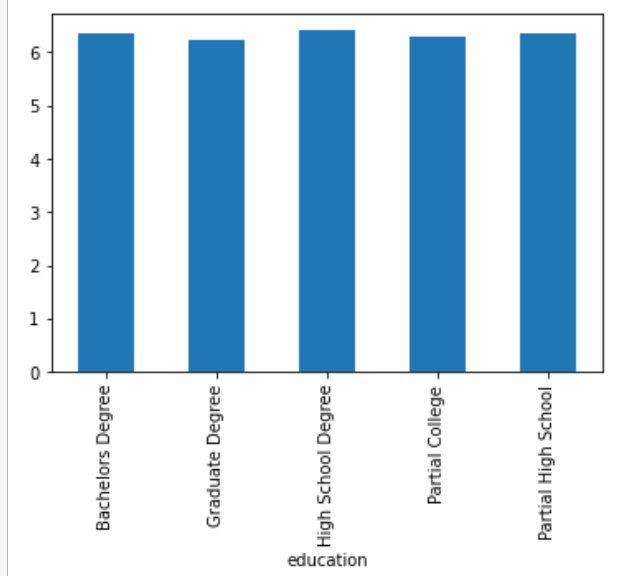 6
5
4
3
2
1
0
Bachelors Degree
Graduate Degree
High School Degree
Partial College
Partial High School
education